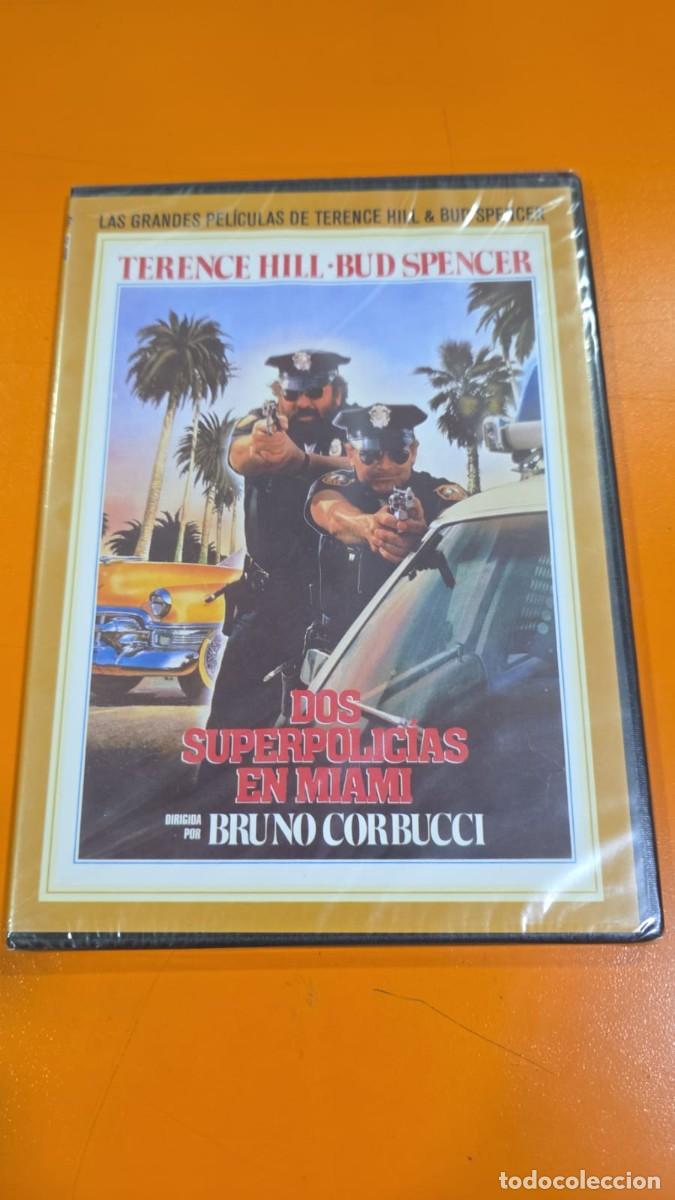 LAS GRANDES PELÍCULAS DE TERENCE HILL & BUD SPENCER
TERENCE HILL·BUD SPENCER
DOS
SUPERPOLICÍAS
EN MIAMI
DIRIGIDA
POR
BRUNO CORBUCCI
todocoleccion